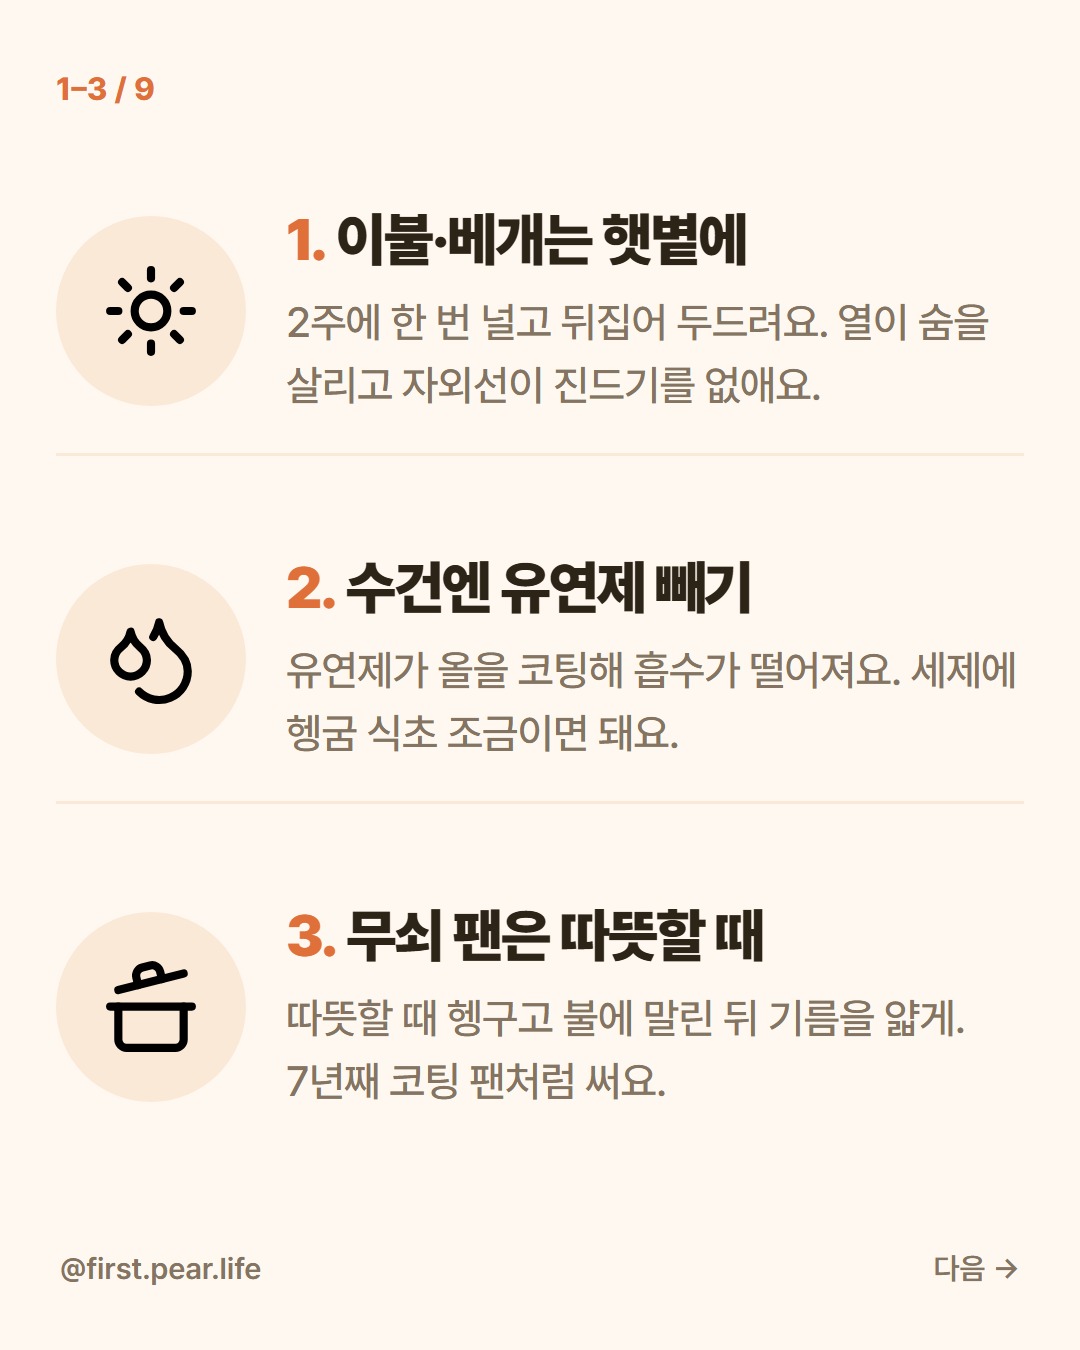 1–3 / 9
1. 이불·베개는 햇볕에
2주에 한 번 널고 뒤집어 두드려요. 열이 숨을
살리고 자외선이 진드기를 없애요.
2. 수건엔 유연제 빼기
유연제가 올을 코팅해 흡수가 떨어져요. 세제에
헹굼 식초 조금이면 돼요.
3. 무쇠 팬은 따뜻할 때
따뜻할 때 헹구고 불에 말린 뒤 기름을 얇게.
7년째 코팅 팬처럼 써요.
@first.pear.life
다음 →